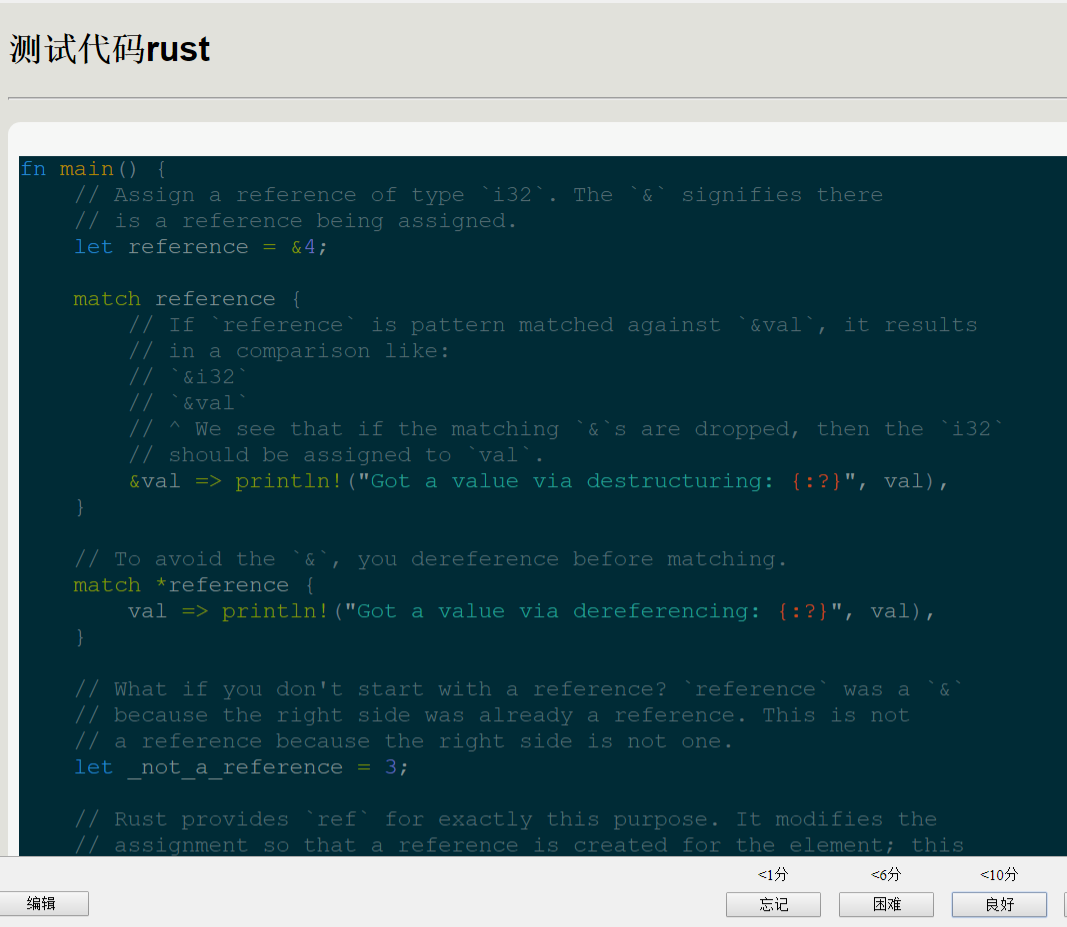 测试代码rust
fn main() {
    // Assign a reference of type `i32`. The `&` signifies there
    // is a reference being assigned.
    let reference = &4;

    match reference {
        // If `reference` is pattern matched against `&val`, it results
        // in a comparison like:
        // `&i32`
        // `&val`
        // ^ We see that if the matching `&`s are dropped, then the `i32`
        // should be assigned to `val`.
        &val => println!("Got a value via destructuring: {:?}", val),
    }

    // To avoid the `&`, you dereference before matching.
    match *reference {
        val => println!("Got a value via dereferencing: {:?}", val),
    }

    // What if you don't start with a reference? `reference` was a `&`
    // because the right side was already a reference. This is not
    // a reference because the right side is not one.
    let _not_a_reference = 3;

    // Rust provides `ref` for exactly this purpose. It modifies the
    // assignment so that a reference is created for the element; this
<1分 <6分 <10分
编辑 忘记 困难 良好